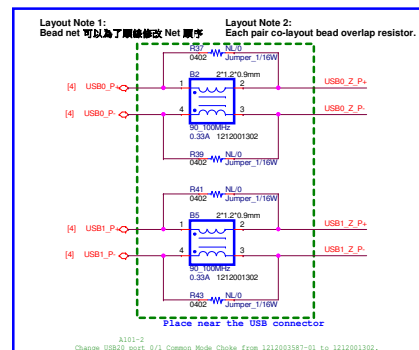 Layout Note 1:
Bead net 可以為了順線修改 Net 順序
Layout Note 2:
Each pair co-layout bead overlap resistor.
R37 NL/0
0402 Jumper_1/16W
B2 2*1.2*0.9mm
[4] USB0_P+ 1 2 USB0_Z_P+
[4] USB0_P- 4 3 USB0_Z_P-
90_100MHz
0.33A 1212001302
R39 NL/0
0402 Jumper_1/16W
R41 NL/0
0402 Jumper_1/16W
B5 2*1.2*0.9mm
[4] USB1_P+ 1 2 USB1_Z_P+
[4] USB1_P- 4 3 USB1_Z_P-
90_100MHz
0.33A 1212001302
R43 NL/0
0402 Jumper_1/16W
Place near the USB connector
A101-2
Change USB20 port 0/1 Common Mode Choke from 1212003587-01 to 1212001302.